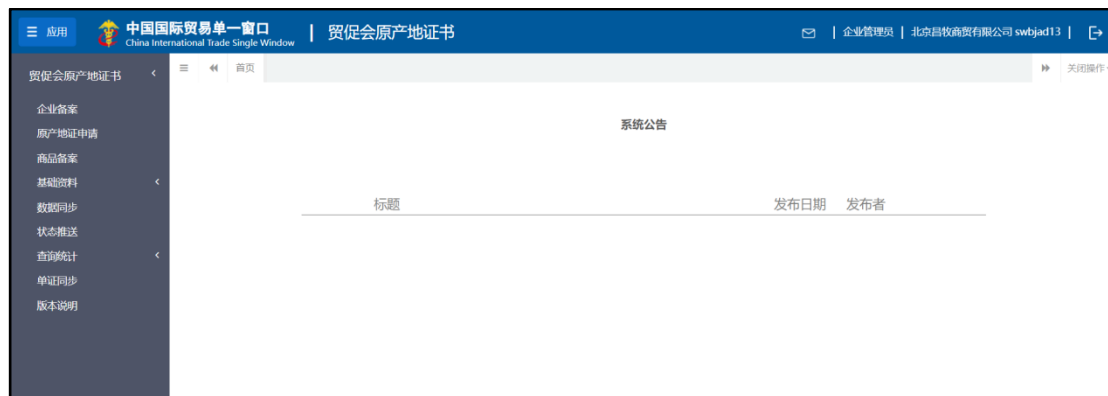 应用
中国国际贸易单一窗口
China International Trade Single Window
贸促会原产地证书
企业管理员
北京昌牧商贸有限公司 swbjad13
贸促会原产地证书
首页
关闭操作
企业备案
原产地证申请
商品备案
基础资料
数据同步
状态推送
查询统计
单证同步
版本说明
系统公告
标题 发布日期 发布者